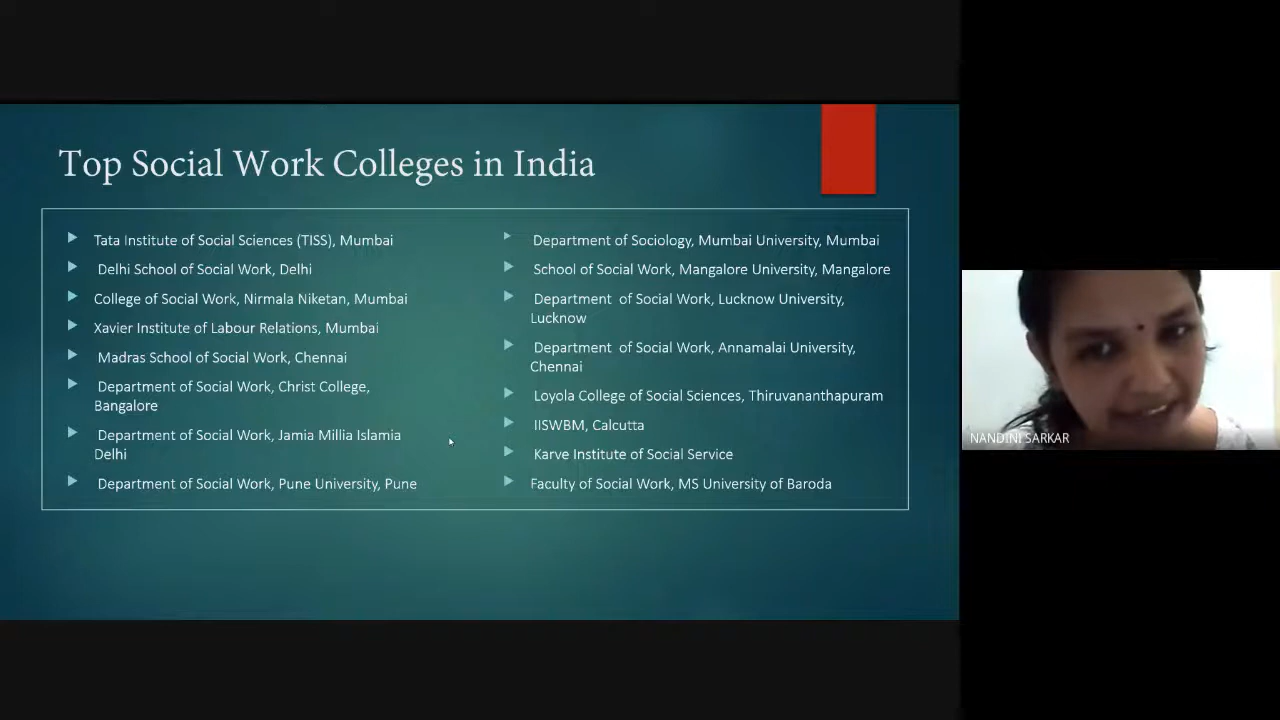 Top Social Work Colleges in India
Tata Institute of Social Sciences (TISS), Mumbai
Delhi School of Social Work, Delhi
College of Social Work, Nirmala Niketan, Mumbai
Xavier Institute of Labour Relations, Mumbai
Madras School of Social Work, Chennai
Department of Social Work, Christ College,
Bangalore
Department of Social Work, Jamia Millia Islamia
Delhi
Department of Social Work, Pune University, Pune
Department of Sociology, Mumbai University, Mumbai
School of Social Work, Mangalore University, Mangalore
Department of Social Work, Lucknow University,
Lucknow
Department of Social Work, Annamalai University,
Chennai
Loyola College of Social Sciences, Thiruvananthapuram
IISWBM, Calcutta
Karve Institute of Social Service
Faculty of Social Work, MS University of Baroda
NANDINI SARKAR